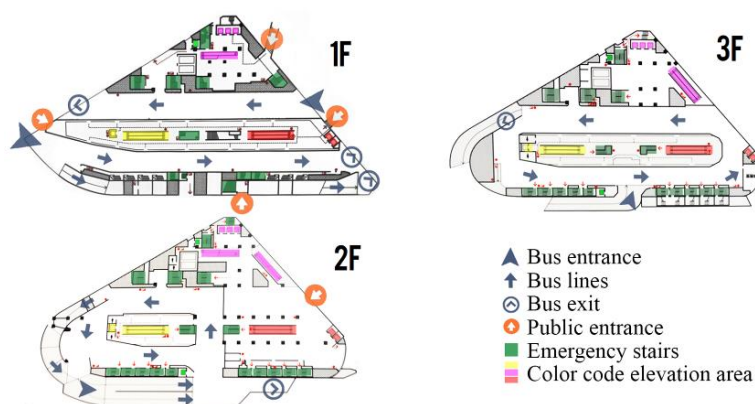 1F
3F
2F
Bus entrance
Bus lines
Bus exit
Public entrance
Emergency stairs
Color code elevation area